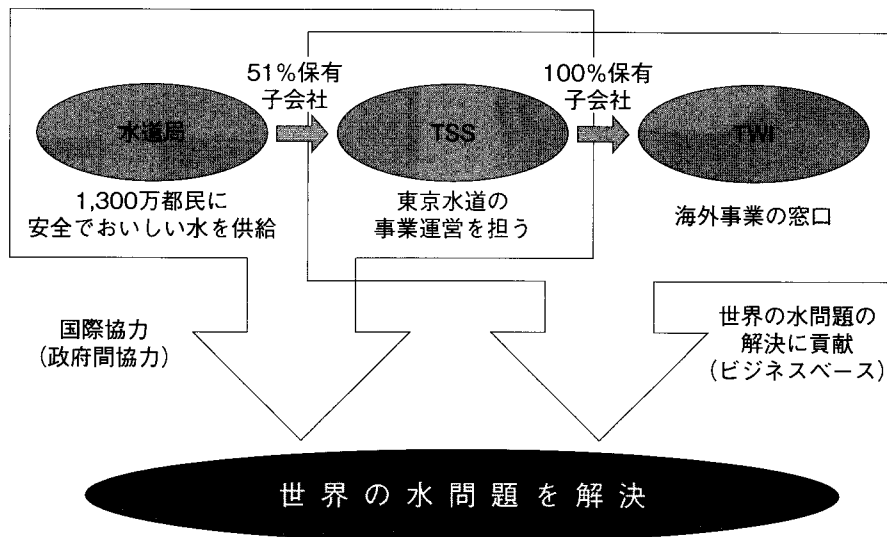 51%保有
子会社
100%保有
子会社
水道局
TSS
TWI
1,300万都民に
安全でおいしい水を供給
東京水道の
事業運営を担う
海外事業の窓口
国際協力
(政府間協力)
世界の水問題の
解決に貢献
(ビジネスベース)
世界の水問題を解決